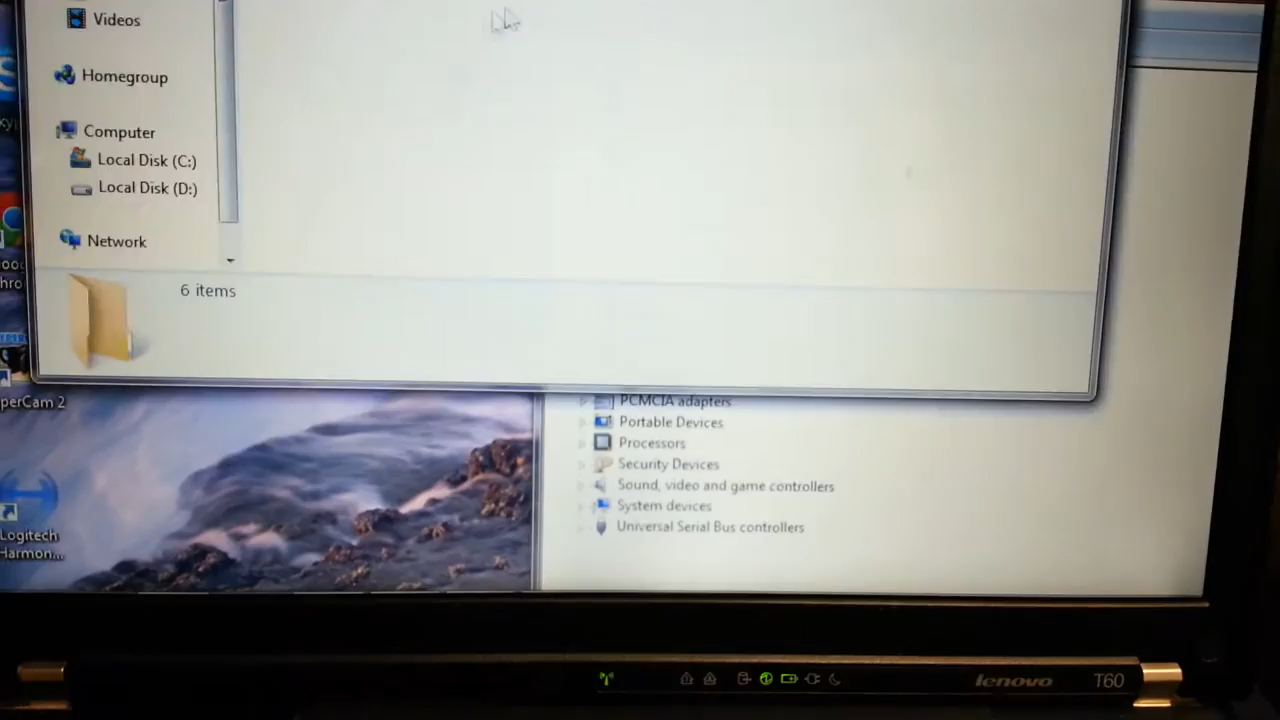 Videos
Homegroup
Computer
Local Disk (C:)
Local Disk (D:)
Network
6 items
perCam 2
Logitech
Harmon...
PCMCIA adapters
Portable Devices
Processors
Security Devices
Sound, video and game controllers
System devices
Universal Serial Bus controllers
lenovo T60